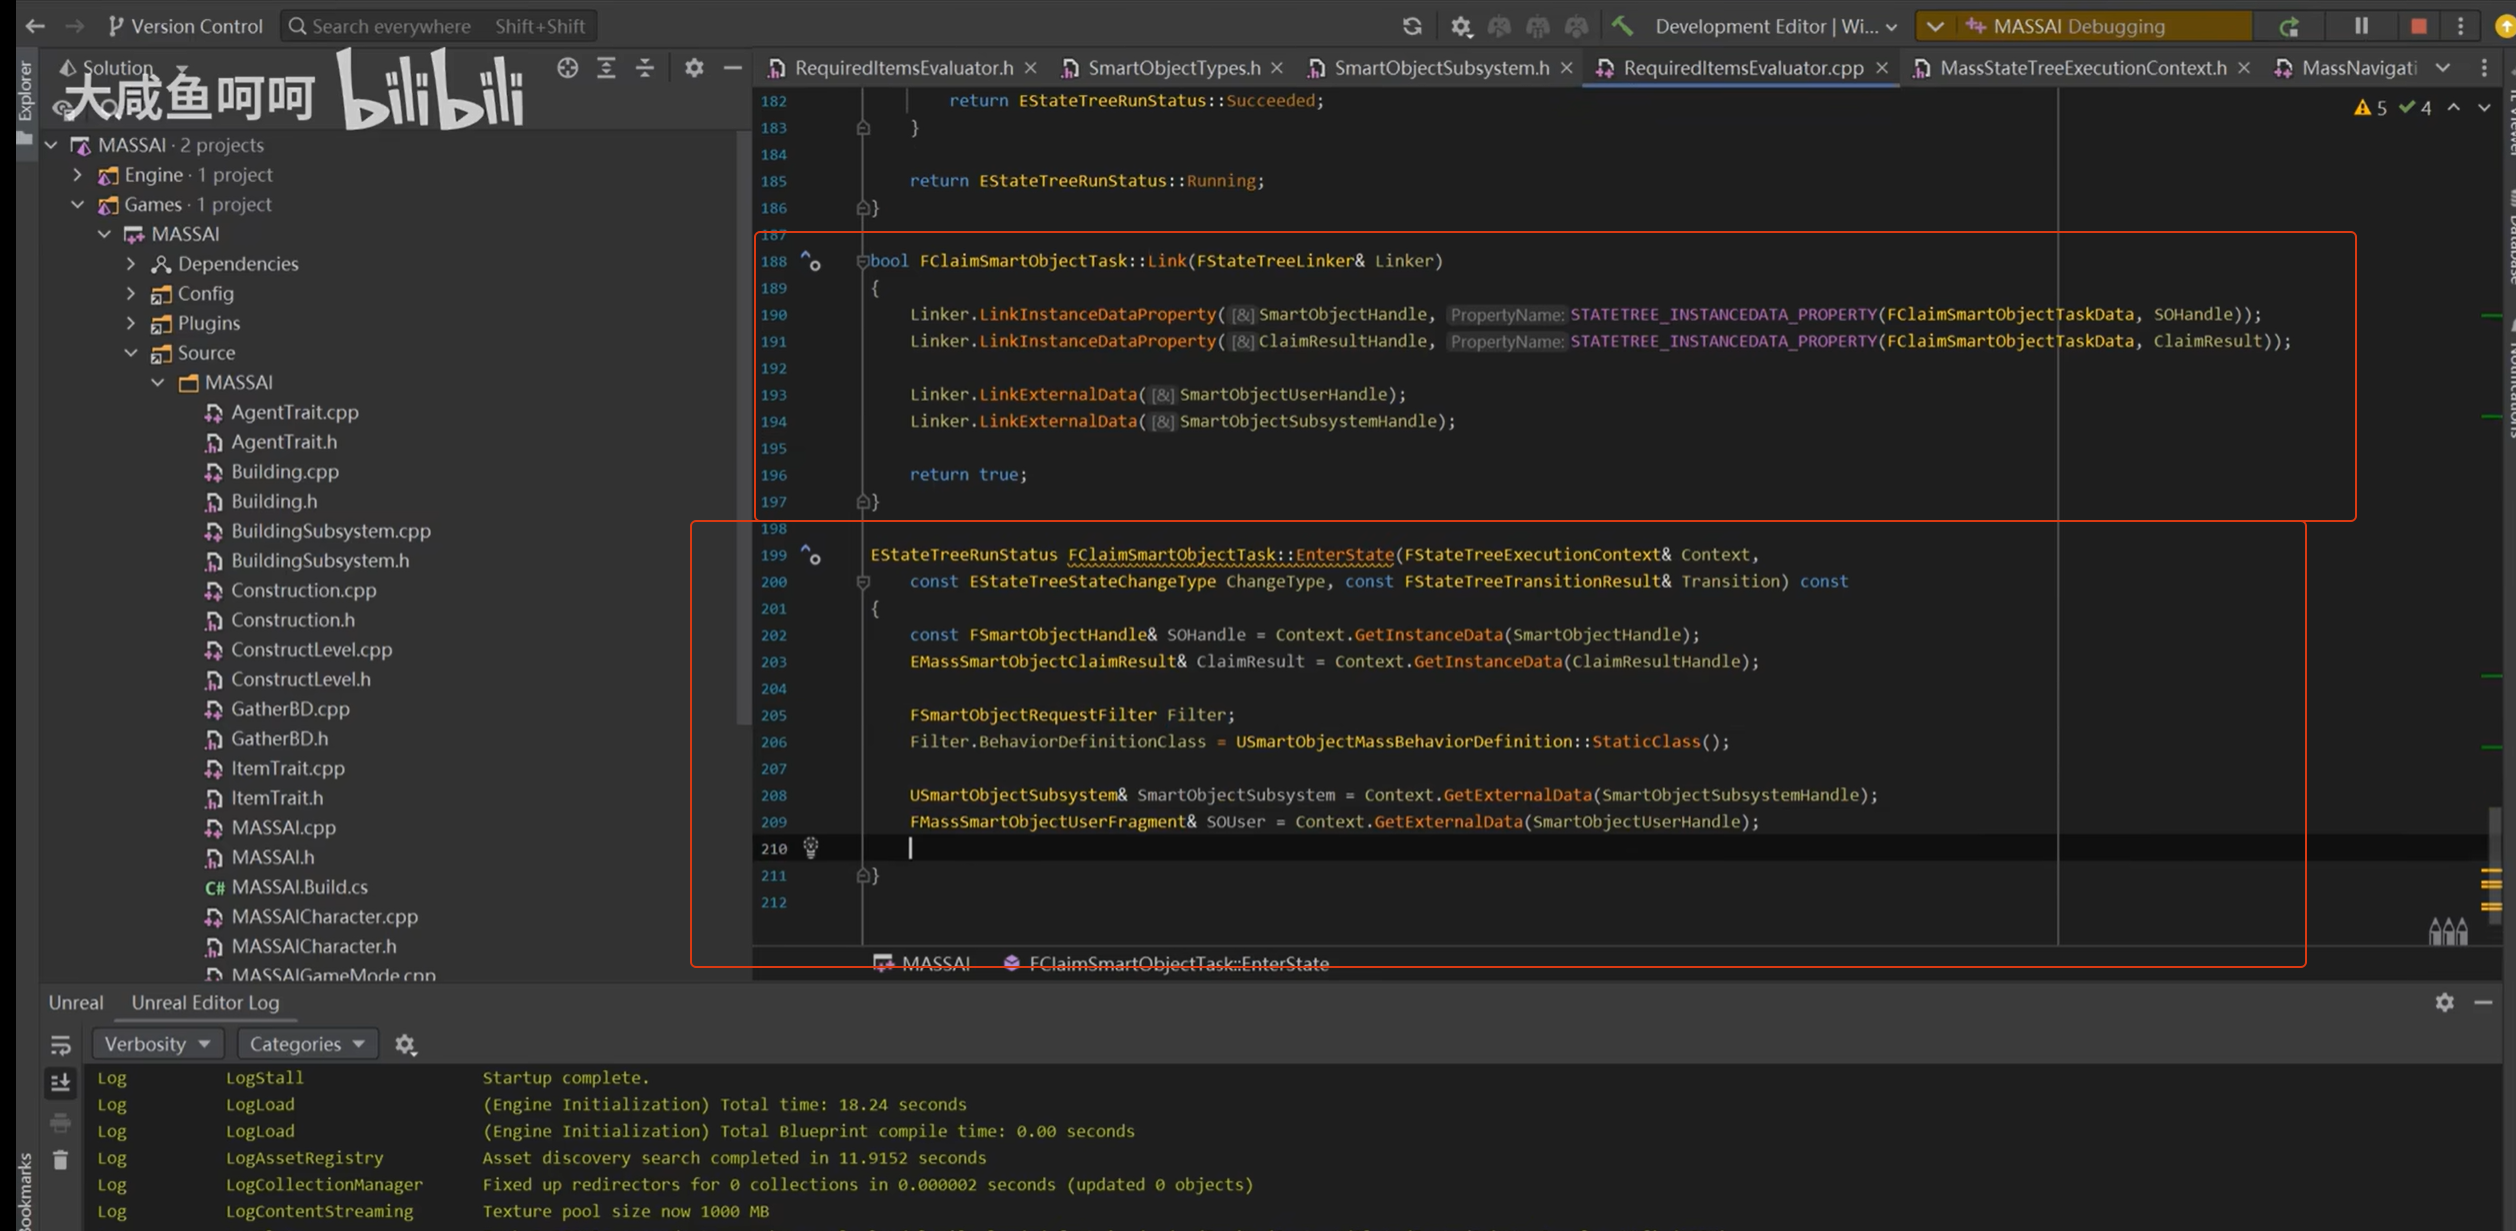 Version Control
Search everywhere Shift+Shift
Development Editor | Wi...
MASSAI Debugging
Explorer
Solution
大咸鱼呵呵 bilibili
RequiredItemsEvaluator.h
SmartObjectTypes.h
SmartObjectSubsystem.h
RequiredItemsEvaluator.cpp
MassStateTreeExecutionContext.h
MassNavigati
5 4
MASSAI · 2 projects
Engine · 1 project
Games · 1 project
MASSAI
Dependencies
Config
Plugins
Source
MASSAI
AgentTrait.cpp
AgentTrait.h
Building.cpp
Building.h
BuildingSubsystem.cpp
BuildingSubsystem.h
Construction.cpp
Construction.h
ConstructLevel.cpp
ConstructLevel.h
GatherBD.cpp
GatherBD.h
ItemTrait.cpp
ItemTrait.h
MASSAI.cpp
MASSAI.h
C# MASSAI.Build.cs
MASSAICharacter.cpp
MASSAICharacter.h
MASSAIGameMode.cpp
182 return EStateTreeRunStatus::Succeeded;
183 }
184
185 return EStateTreeRunStatus::Running;
186 }
187
188 bool FClaimSmartObjectTask::Link(FStateTreeLinker& Linker)
189 {
190 Linker.LinkInstanceDataProperty([&]SmartObjectHandle, PropertyName: STATETREE_INSTANCEDATA_PROPERTY(FClaimSmartObjectTaskData, SOHandle));
191 Linker.LinkInstanceDataProperty([&]ClaimResultHandle, PropertyName: STATETREE_INSTANCEDATA_PROPERTY(FClaimSmartObjectTaskData, ClaimResult));
192
193 Linker.LinkExternalData([&]SmartObjectUserHandle);
194 Linker.LinkExternalData([&]SmartObjectSubsystemHandle);
195
196 return true;
197 }
198
199 EStateTreeRunStatus FClaimSmartObjectTask::EnterState(FStateTreeExecutionContext& Context,
200 const EStateTreeStateChangeType ChangeType, const FStateTreeTransitionResult& Transition) const
201 {
202 const FSmartObjectHandle& SOHandle = Context.GetInstanceData(SmartObjectHandle);
203 EMassSmartObjectClaimResult& ClaimResult = Context.GetInstanceData(ClaimResultHandle);
204
205 FSmartObjectRequestFilter Filter;
206 Filter.BehaviorDefinitionClass = USmartObjectMassBehaviorDefinition::StaticClass();
207
208 USmartObjectSubsystem& SmartObjectSubsystem = Context.GetExternalData(SmartObjectSubsystemHandle);
209 FMassSmartObjectUserFragment& SOUser = Context.GetExternalData(SmartObjectUserHandle);
210
211 }
212
MASSAI FClaimSmartObjectTask::EnterState
Unreal Unreal Editor Log
Verbosity Categories
Log LogStall Startup complete.
Log LogLoad (Engine Initialization) Total time: 18.24 seconds
Log LogLoad (Engine Initialization) Total Blueprint compile time: 0.00 seconds
Log LogAssetRegistry Asset discovery search completed in 11.9152 seconds
Log LogCollectionManager Fixed up redirectors for 0 collections in 0.000002 seconds (updated 0 objects)
Log LogContentStreaming Texture pool size now 1000 MB
Bookmarks